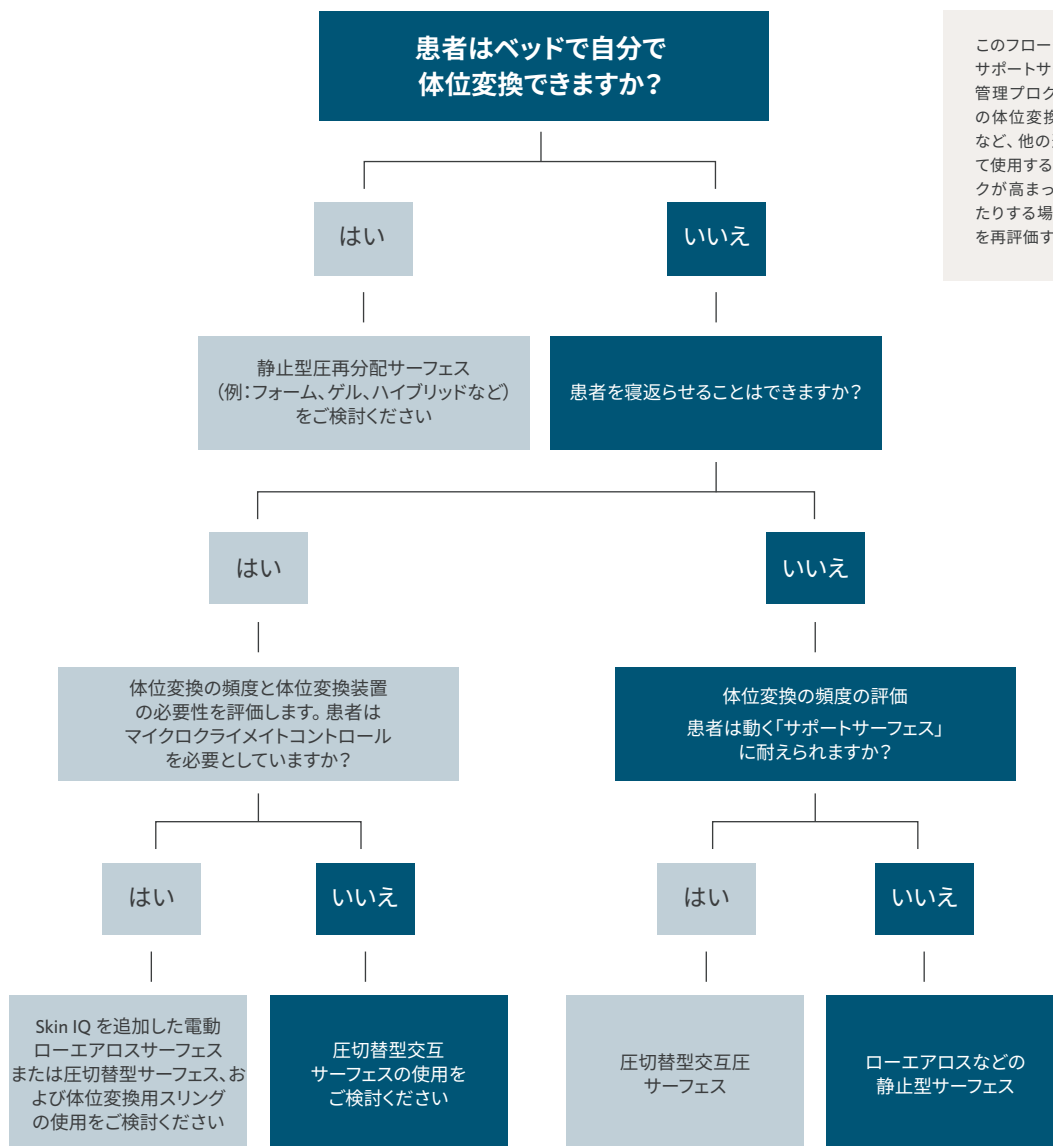 患者はベッドで自分で
体位変換できますか？
このフロー
サポートサ
管理プログ
の体位変換
など、他の
て使用する
クが高まっ
たりする場
を再評価す
はい
いいえ
静止型圧再分配サーフェス
（例：フォーム、ゲル、ハイブリッドなど）
をご検討ください
患者を寝返らせることはできますか？
はい
いいえ
体位変換の頻度と体位変換装置
の必要性を評価します。患者は
マイクロクライメイトコントロール
を必要としていますか？
体位変換の頻度の評価
患者は動く「サポートサーフェス」
に耐えられますか？
はい
いいえ
はい
いいえ
Skin IQ を追加した電動
ローエアロスサーフェス
または圧切替型サーフェス、お
よび体位変換用スリング
の使用をご検討ください
圧切替型交互
サーフェスの使用を
ご検討ください
圧切替型交互圧
サーフェス
ローエアロスなどの
静止型サーフェス